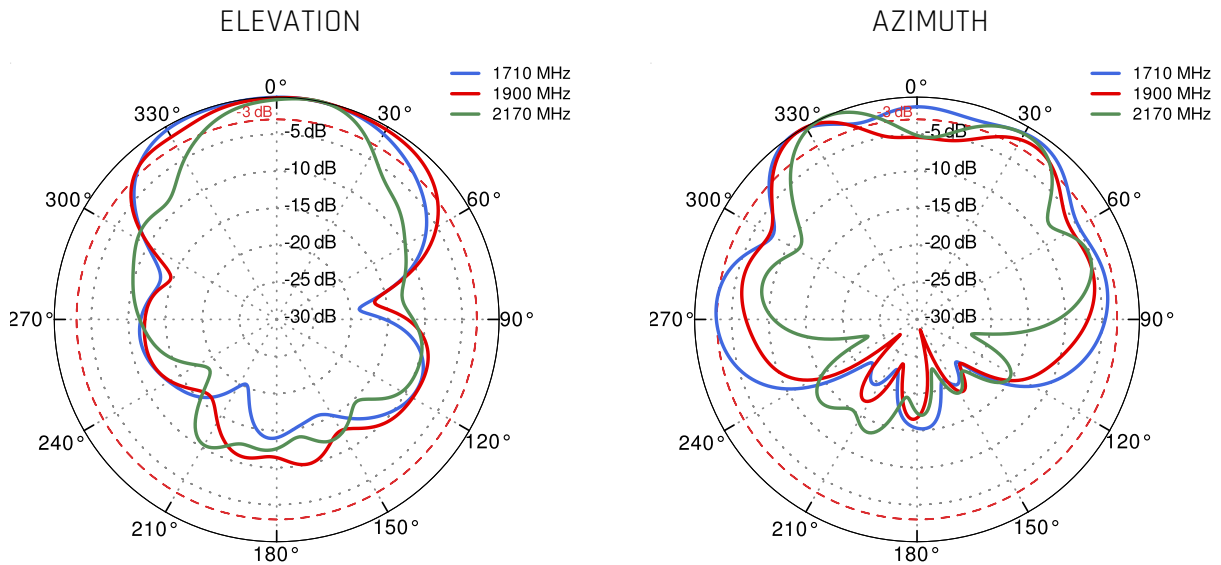 ELEVATION
1710 MHz
1900 MHz
2170 MHz
0°
330°
30°
-3 dB
-5 dB
-10 dB
300°
60°
-15 dB
-20 dB
-25 dB
-30 dB
270°
90°
240°
120°
210°
150°
180°
AZIMUTH
1710 MHz
1900 MHz
2170 MHz
0°
330°
30°
-3 dB
-5 dB
-10 dB
300°
60°
-15 dB
-20 dB
-25 dB
-30 dB
270°
90°
240°
120°
210°
150°
180°